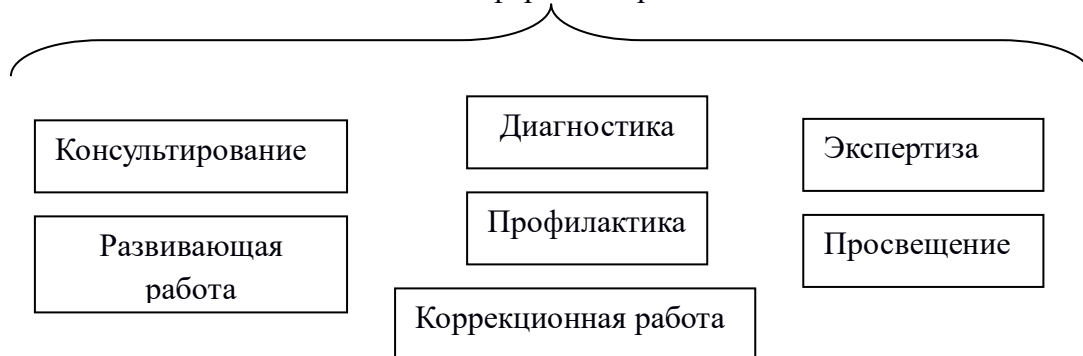 Диагностика
Консультирование
Экспертиза
Профилактика
Развивающая
работа
Просвещение
Коррекционная работа